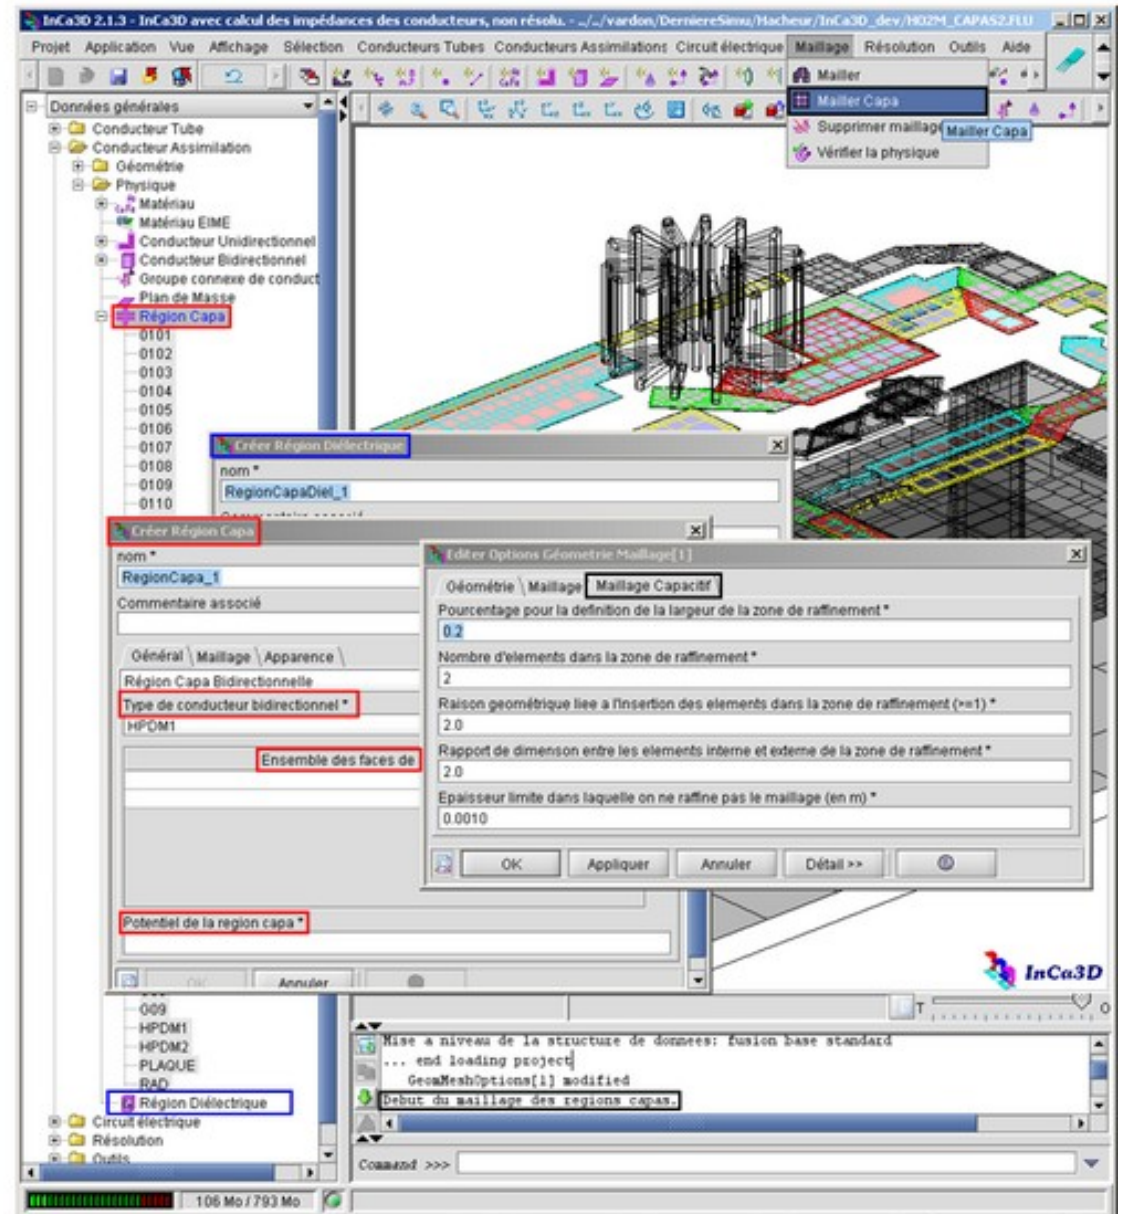 InCa3D 2.1.3 - InCa3D avec calcul des impédances des conducteurs, non résolu. - ../../vardon/DerniereSimu/Hacheur/InCa3D_dev/HO2M_CAPAS2.FLU
Projet Application Vue Affichage Sélection Conducteurs Tubes Conducteurs Assimilations Circuit électrique Maillage Résolution Outils Aide
Mailler
Mailler Capa
Supprimer maillag
Mailler Capa
Vérifier la physique
Données générales
Conducteur Tube
Conducteur Assimilation
Géométrie
Physique
Matériau
Matériau EIME
Conducteur Unidirectionnel
Conducteur Bidirectionnel
Groupe connexe de conduct
Plan de Masse
Région Capa
0101
0102
0103
0104
0105
0106
0107
0108
0109
0110
Créer Région Diélectrique
nom *
RegionCapaDiel_1
Créer Région Capa
nom *
RegionCapa_1
Commentaire associé
Général Maillage Apparence
Région Capa Bidirectionnelle
Type de conducteur bidirectionnel *
HPDM1
Ensemble des faces de
Potentiel de la region capa *
OK Annuler
Editer Options Géometrie Maillage[1]
Géométrie Maillage Maillage Capacitif
Pourcentage pour la definition de la largeur de la zone de raffinement *
0.2
Nombre d'elements dans la zone de raffinement *
2
Raison geométrique liee a l'insertion des elements dans la zone de raffinement (>=1) *
2.0
Rapport de dimenson entre les elements interne et externe de la zone de raffinement *
2.0
Epaisseur limite dans laquelle on ne raffine pas le maillage (en m) *
0.0010
OK Appliquer Annuler Détail >>
InCa3D
T O
G09
HPDM1
HPDM2
PLAQUE
RAD
Région Diélectrique
Circuit électrique
Résolution
Outils
Mise a niveau de la structure de donnees: fusion base standard
... end loading project
GeomMeshOptions[1] modified
Debut du maillage des regions capas.
Command >>>
106 Mo / 793 Mo